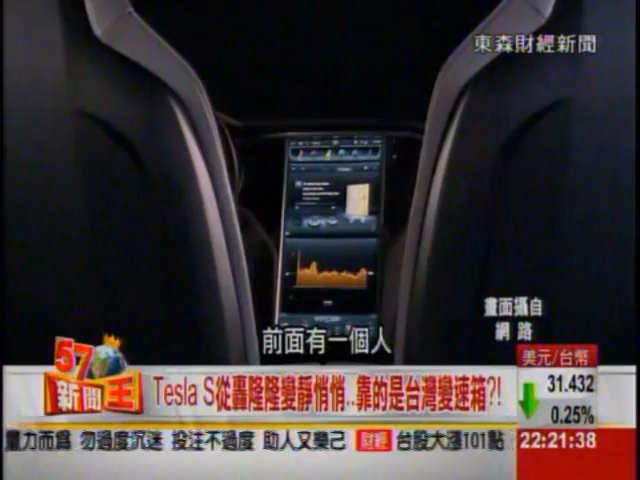 東森財經新聞
畫面攝自
網路
前面有一個人
57
新聞王
Tesla S從轟隆隆變靜悄悄..靠的是台灣變速箱?!
美元/台幣
31.432
0.25%
量力而為 勿過度沉迷 投注不過度 助人又樂己 財經 台股大漲101點
22:21:38